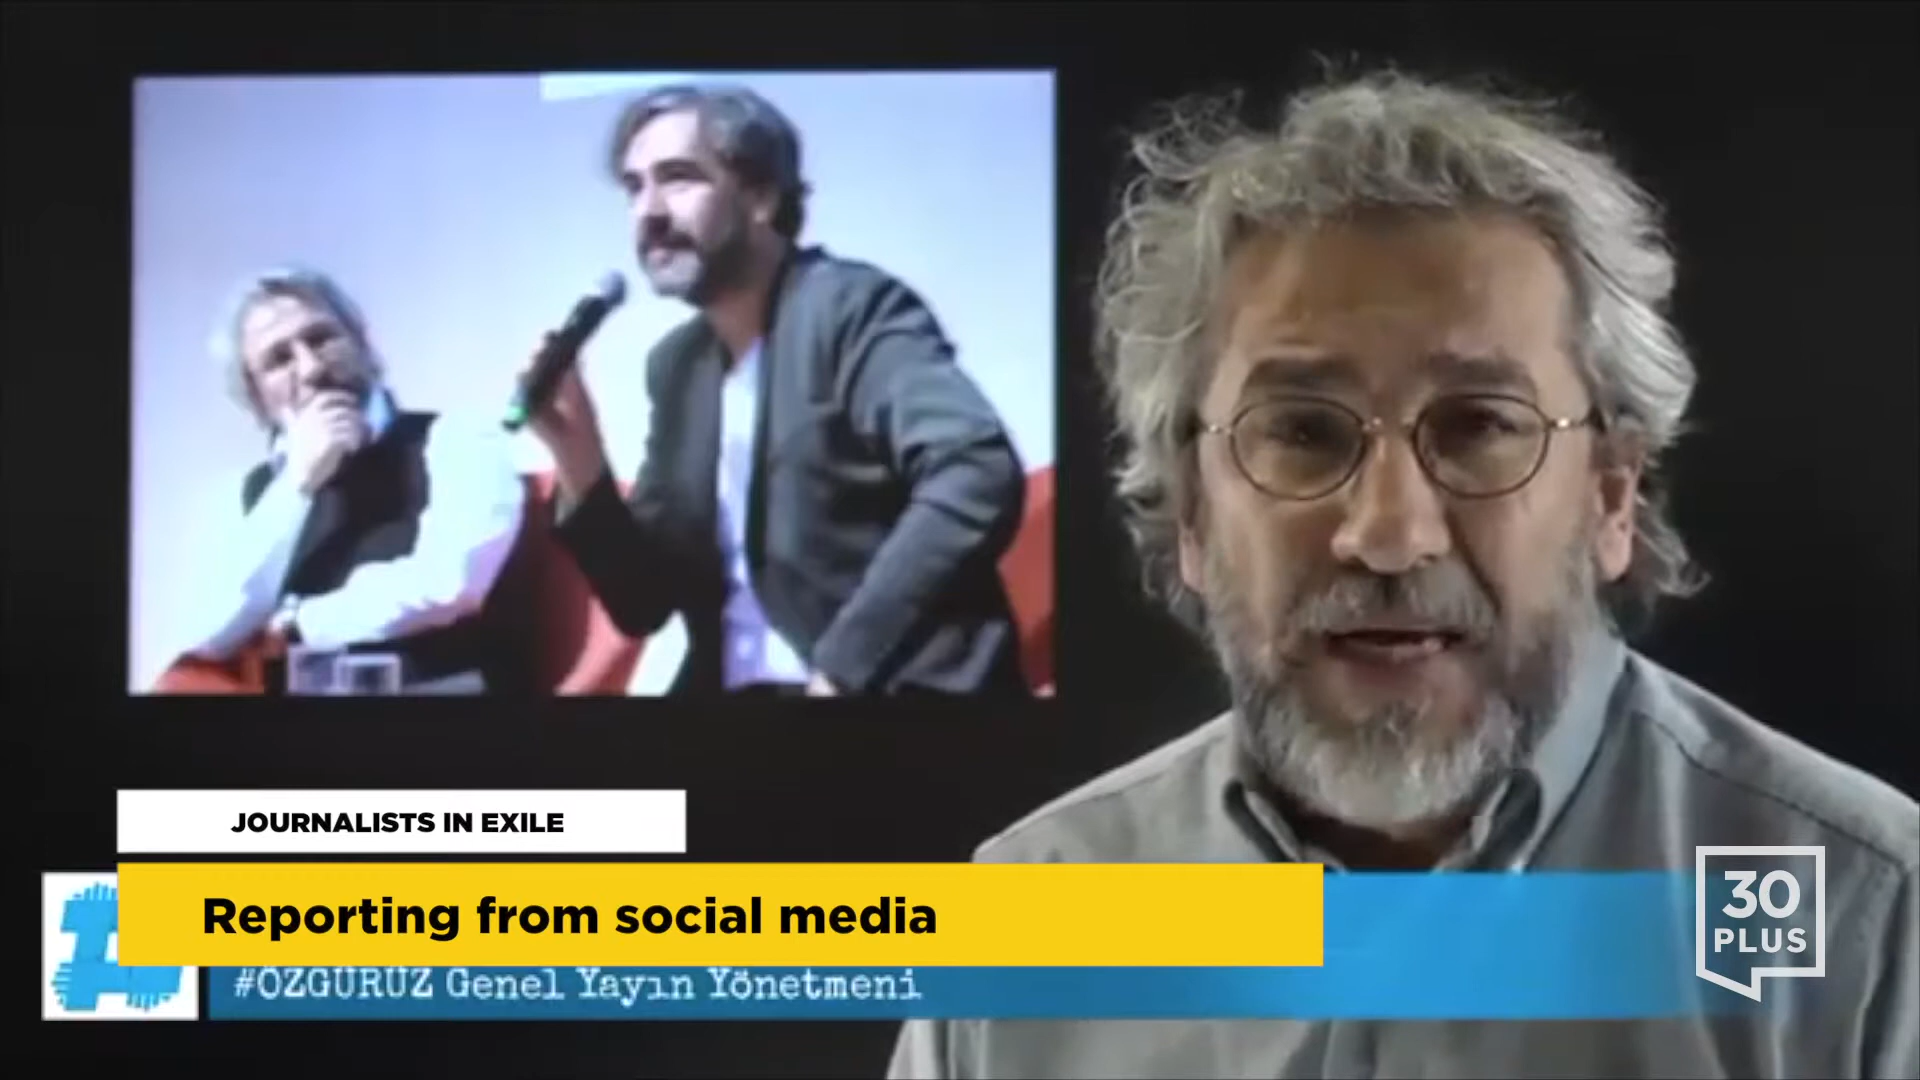 JOURNALISTS IN EXILE
Reporting from social media
#ÖZGÜRÜZ Genel Yayın Yönetmeni
30
PLUS